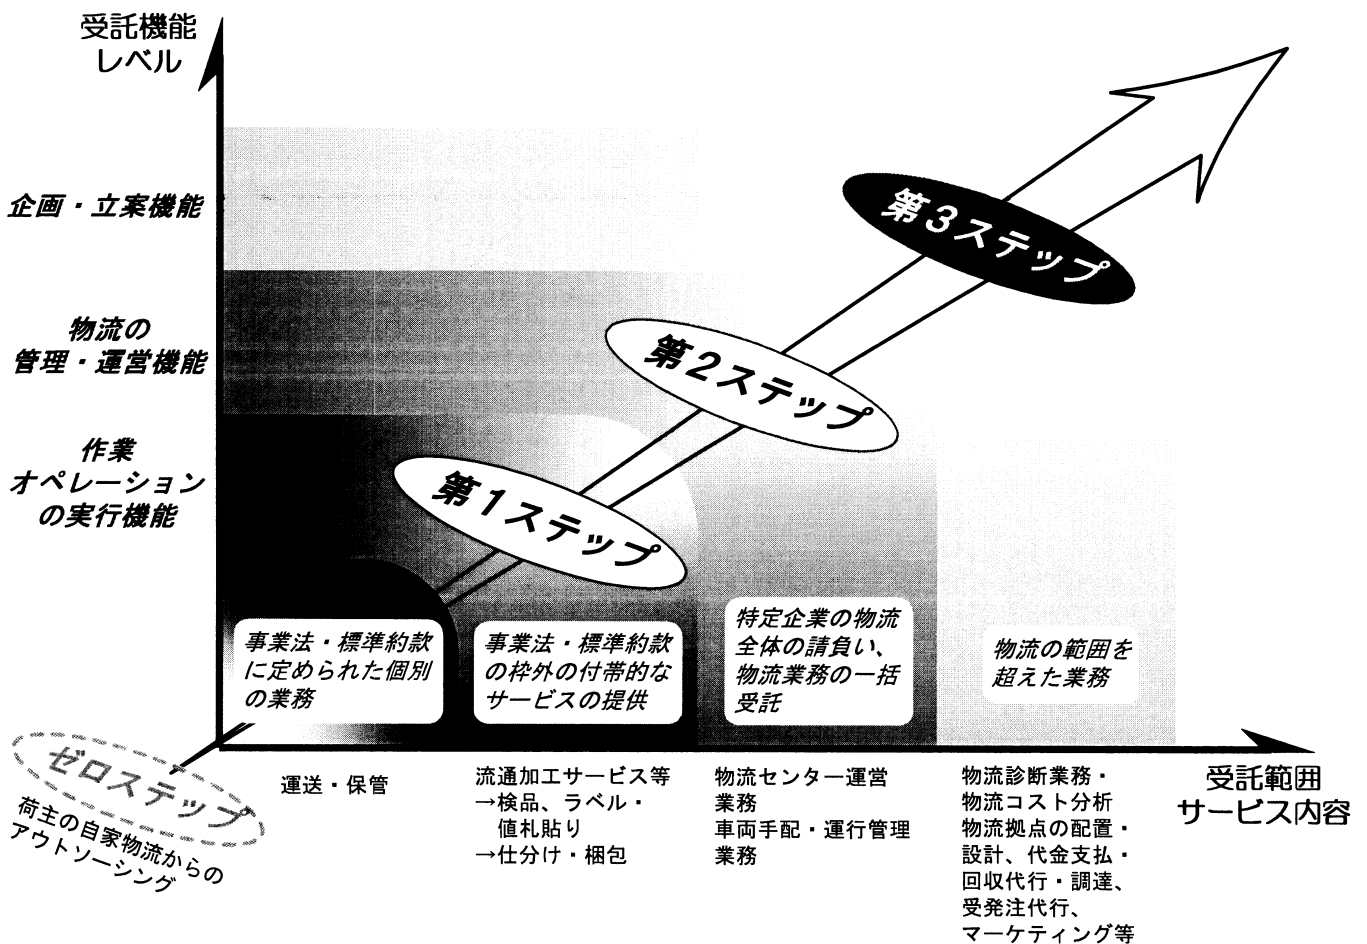 受託機能
レベル
企画・立案機能
物流の
管理・運営機能
作業
オペレーション
の実行機能
第3ステップ
第2ステップ
第1ステップ
ゼロステップ
荷主の自家物流からの
アウトソーシング
事業法・標準約款
に定められた個別
の業務
事業法・標準約款
の枠外の付帯的な
サービスの提供
特定企業の物流
全体の請負い、
物流業務の一括
受託
物流の範囲を
超えた業務
運送・保管
流通加工サービス等
→検品、ラベル・
値札貼り
→仕分け・梱包
物流センター運営
業務
車両手配・運行管理
業務
物流診断業務・
物流コスト分析
物流拠点の配置・
設計、代金支払・
回収代行・調達、
受発注代行、
マーケティング等
受託範囲
サービス内容